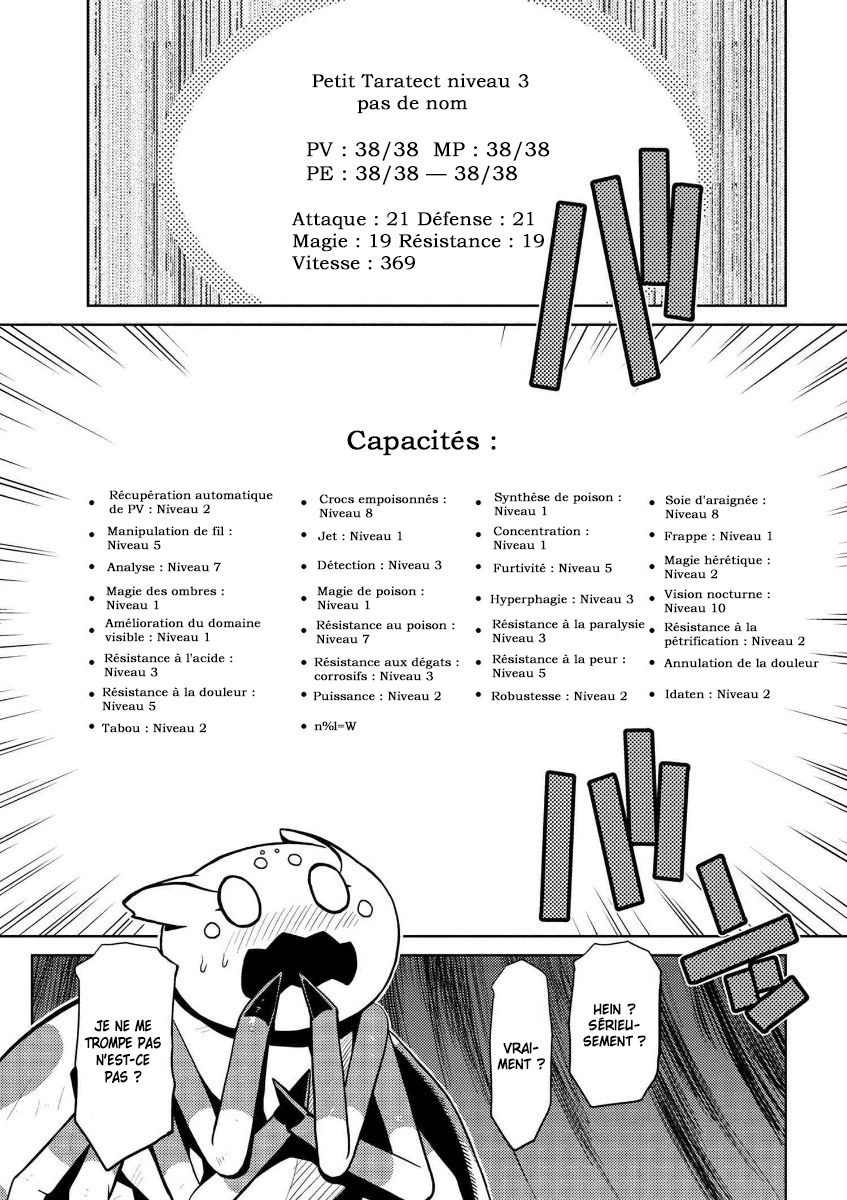 Petit Taratect niveau 3
pas de nom
PV : 38/38 MP : 38/38
PE : 38/38 — 38/38
Attaque : 21 Défense : 21
Magie : 19 Résistance : 19
Vitesse : 369
ババ
Capacités :
• Récupération automatique
de PV : Niveau 2
• Crocs empoisonnés :
Niveau 8
• Synthèse de poison :
Niveau 1
• Soie d'araignée :
Niveau 8
• Manipulation de fil :
Niveau 5
• Jet : Niveau 1
• Concentration :
Niveau 1
• Frappe : Niveau 1
• Analyse : Niveau 7
• Détection : Niveau 3
• Furtivité : Niveau 5
• Magie hérétique :
Niveau 2
• Magie des ombres :
Niveau 1
• Magie de poison :
Niveau 1
• Hyperphagie : Niveau 3
• Vision nocturne :
Niveau 10
• Amélioration du domaine
visible : Niveau 1
• Résistance au poison :
Niveau 7
• Résistance à la paralysie
Niveau 3
• Résistance à la
pétrification : Niveau 2
• Résistance à l'acide :
Niveau 3
• Résistance aux dégats :
corrosifs : Niveau 3
• Résistance à la peur :
Niveau 5
• Annulation de la douleur
• Résistance à la douleur :
Niveau 5
• Puissance : Niveau 2
• Robustesse : Niveau 2
• Idaten : Niveau 2
• Tabou : Niveau 2
• n%l=W
HEIN ?
SÉRIEU-
SEMENT ?
VRAI-
MENT ?
JE NE ME
TROMPE PAS
N'EST-CE
PAS ?